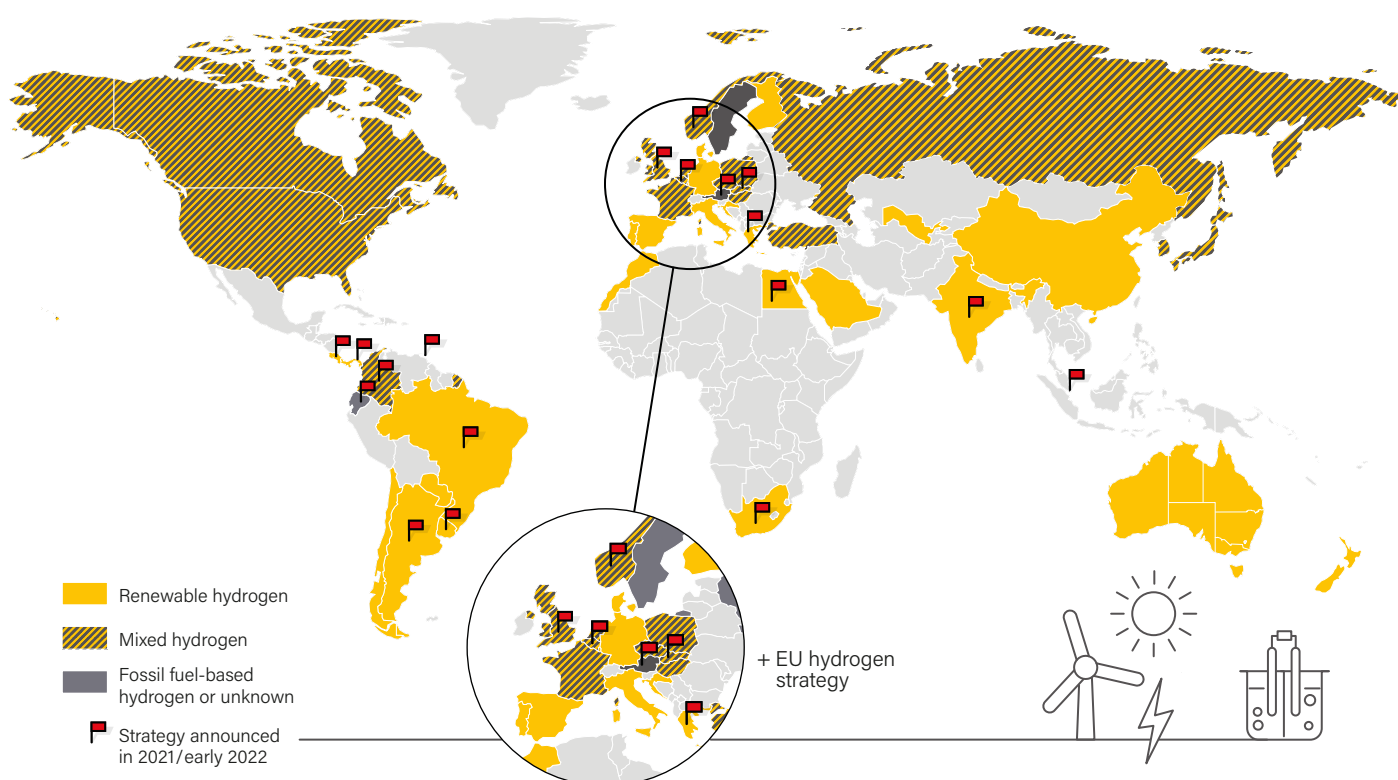 Renewable hydrogen
Mixed hydrogen
Fossil fuel-based
hydrogen or unknown
Strategy announced
in 2021/early 2022
+ EU hydrogen
strategy